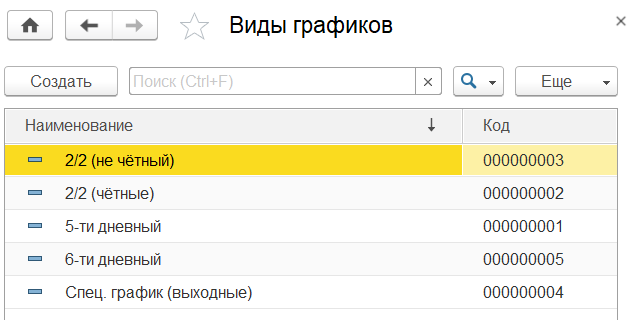 Виды графиков
Создать
Поиск (Ctrl+F)
Еще
Наименование Код
2/2 (не чётный) 000000003
2/2 (чётные) 000000002
5-ти дневный 000000001
6-ти дневный 000000005
Спец. график (выходные) 000000004